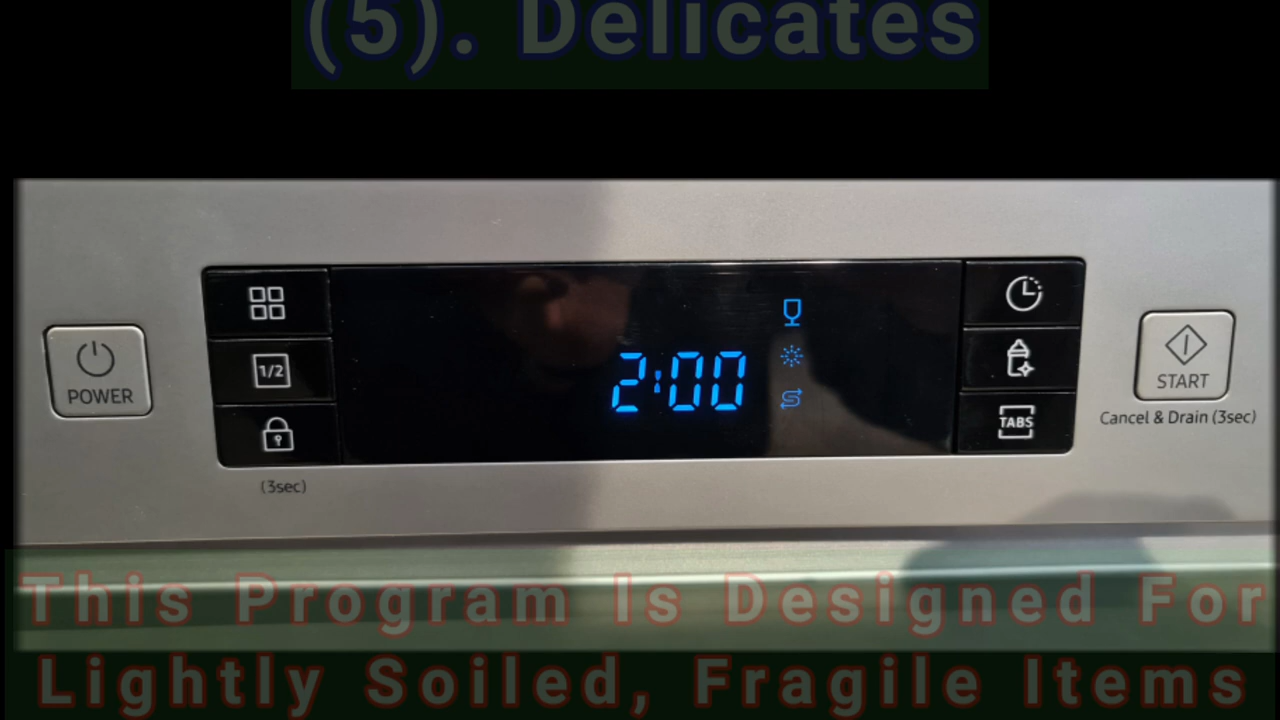 (5). Delicates
POWER
1/2
(3sec)
2:00
TABS
START
Cancel & Drain (3sec)
This Program Is Designed For
Lightly Soiled, Fragile Items